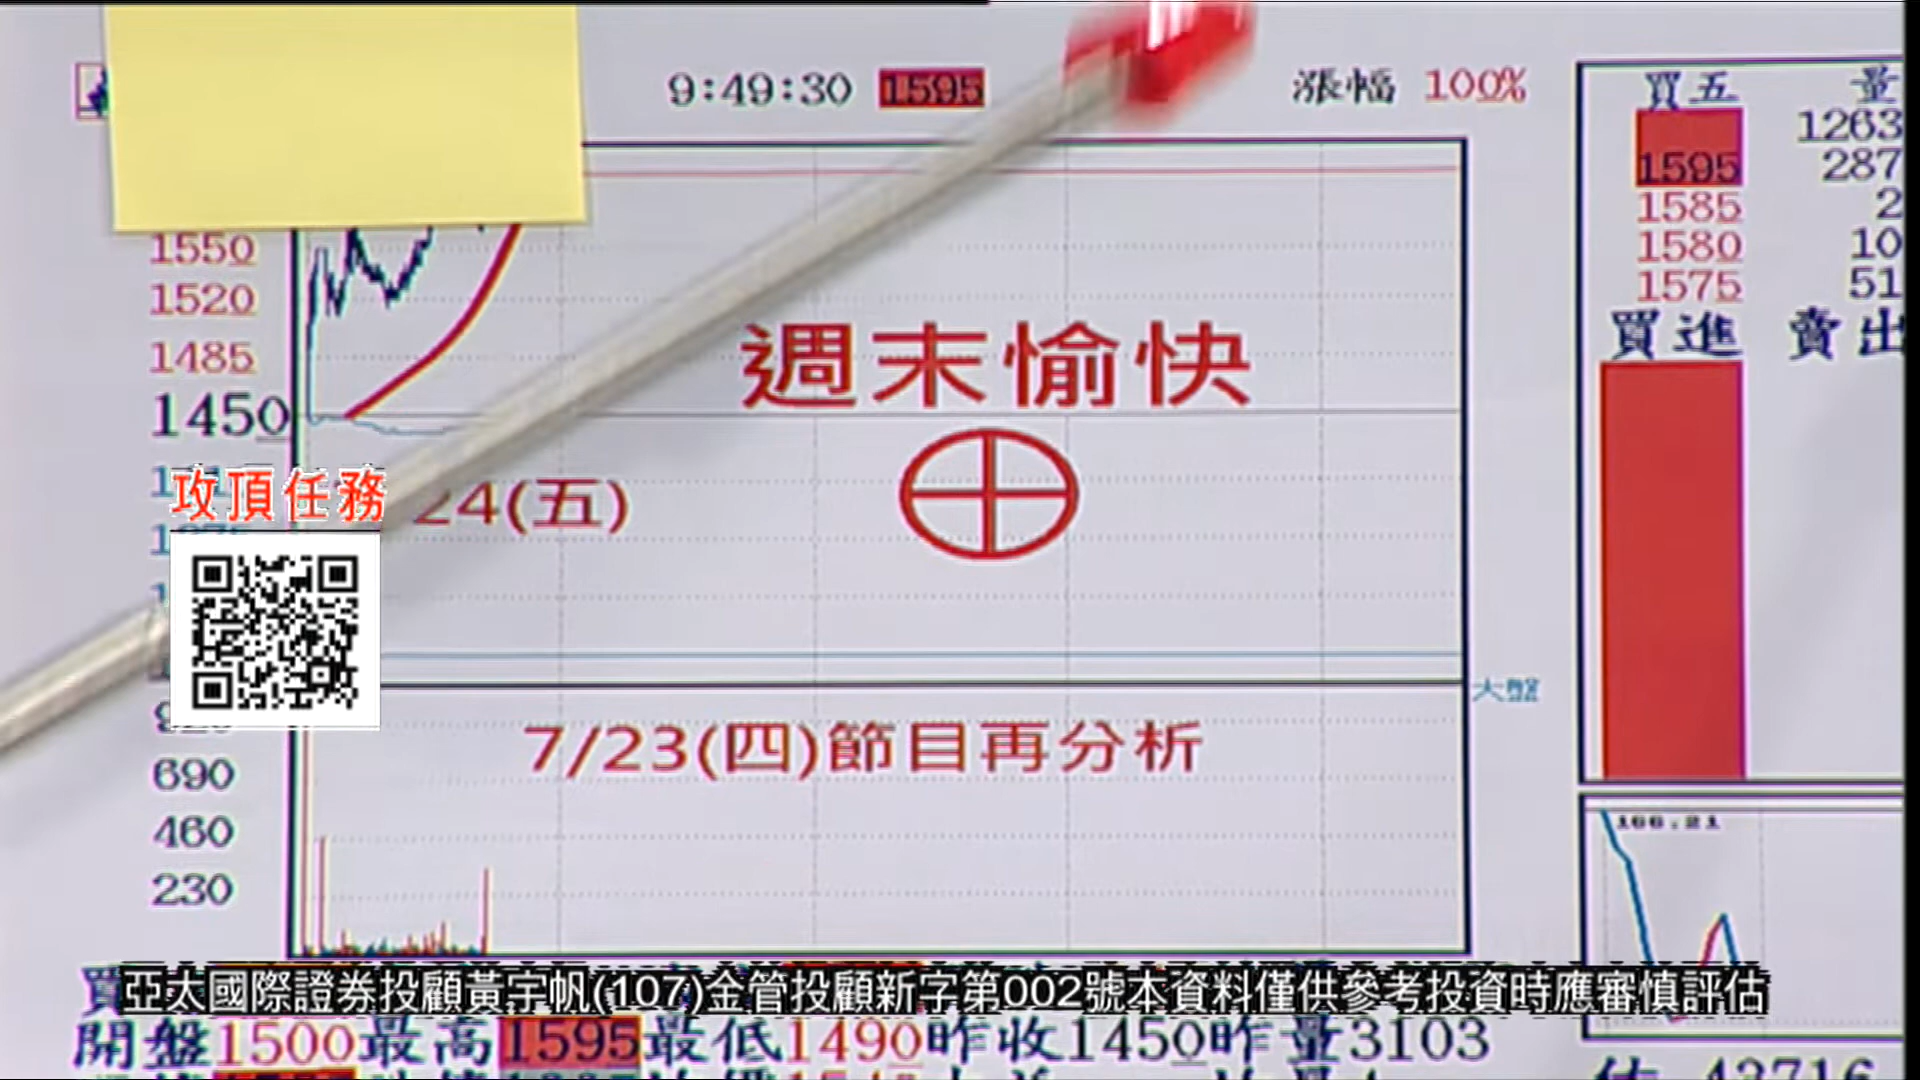 9:49:30 1595 漲幅 100%
買五 量
1263
1595 287
1585 2
1580 10
1575 51
買進 賣出
1550
1520
1485
1450
週末愉快
攻頂任務
24(五)
大盤
7/23(四)節目再分析
690
460
230
166.21
亞太國際證券投顧黃宇帆(107)金管投顧新字第002號本資料僅供參考投資時應審慎評估
開盤1500最高1595最低1490昨收1450昨量3103